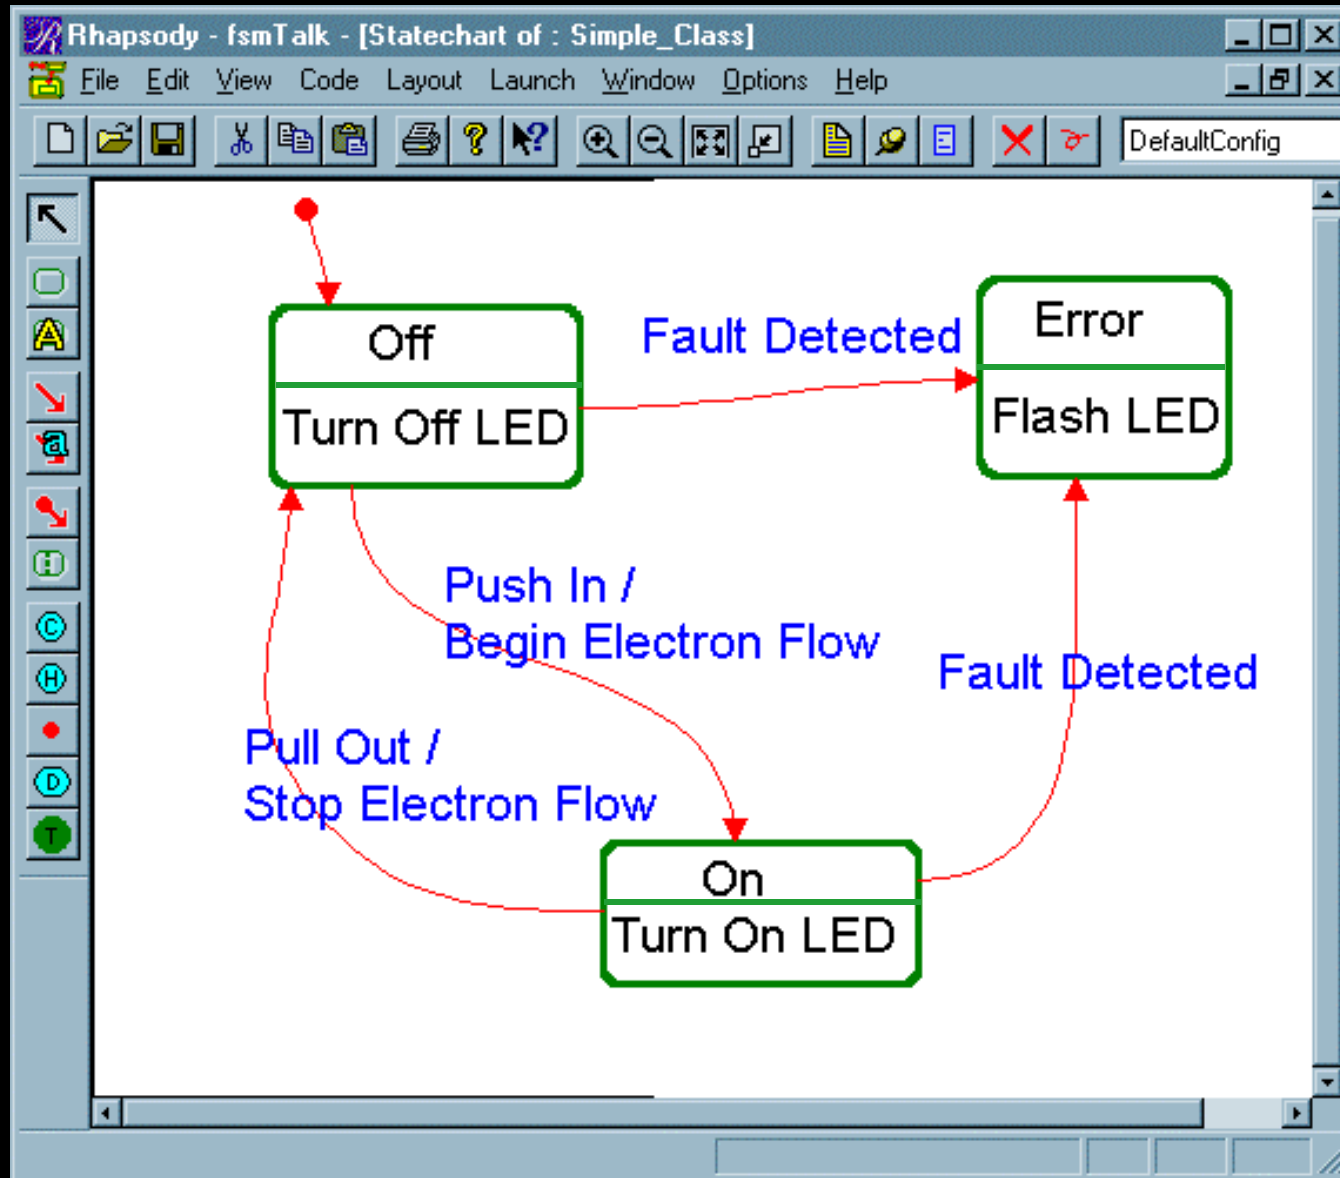 Rhapsody - fsmTalk - [Statechart of : Simple_Class]
File Edit View Code Layout Launch Window Options Help
DefaultConfig
Off
Turn Off LED
Fault Detected
Error
Flash LED
Push In /
Begin Electron Flow
Fault Detected
Pull Out /
Stop Electron Flow
On
Turn On LED
A
a
H
C
H
D
T